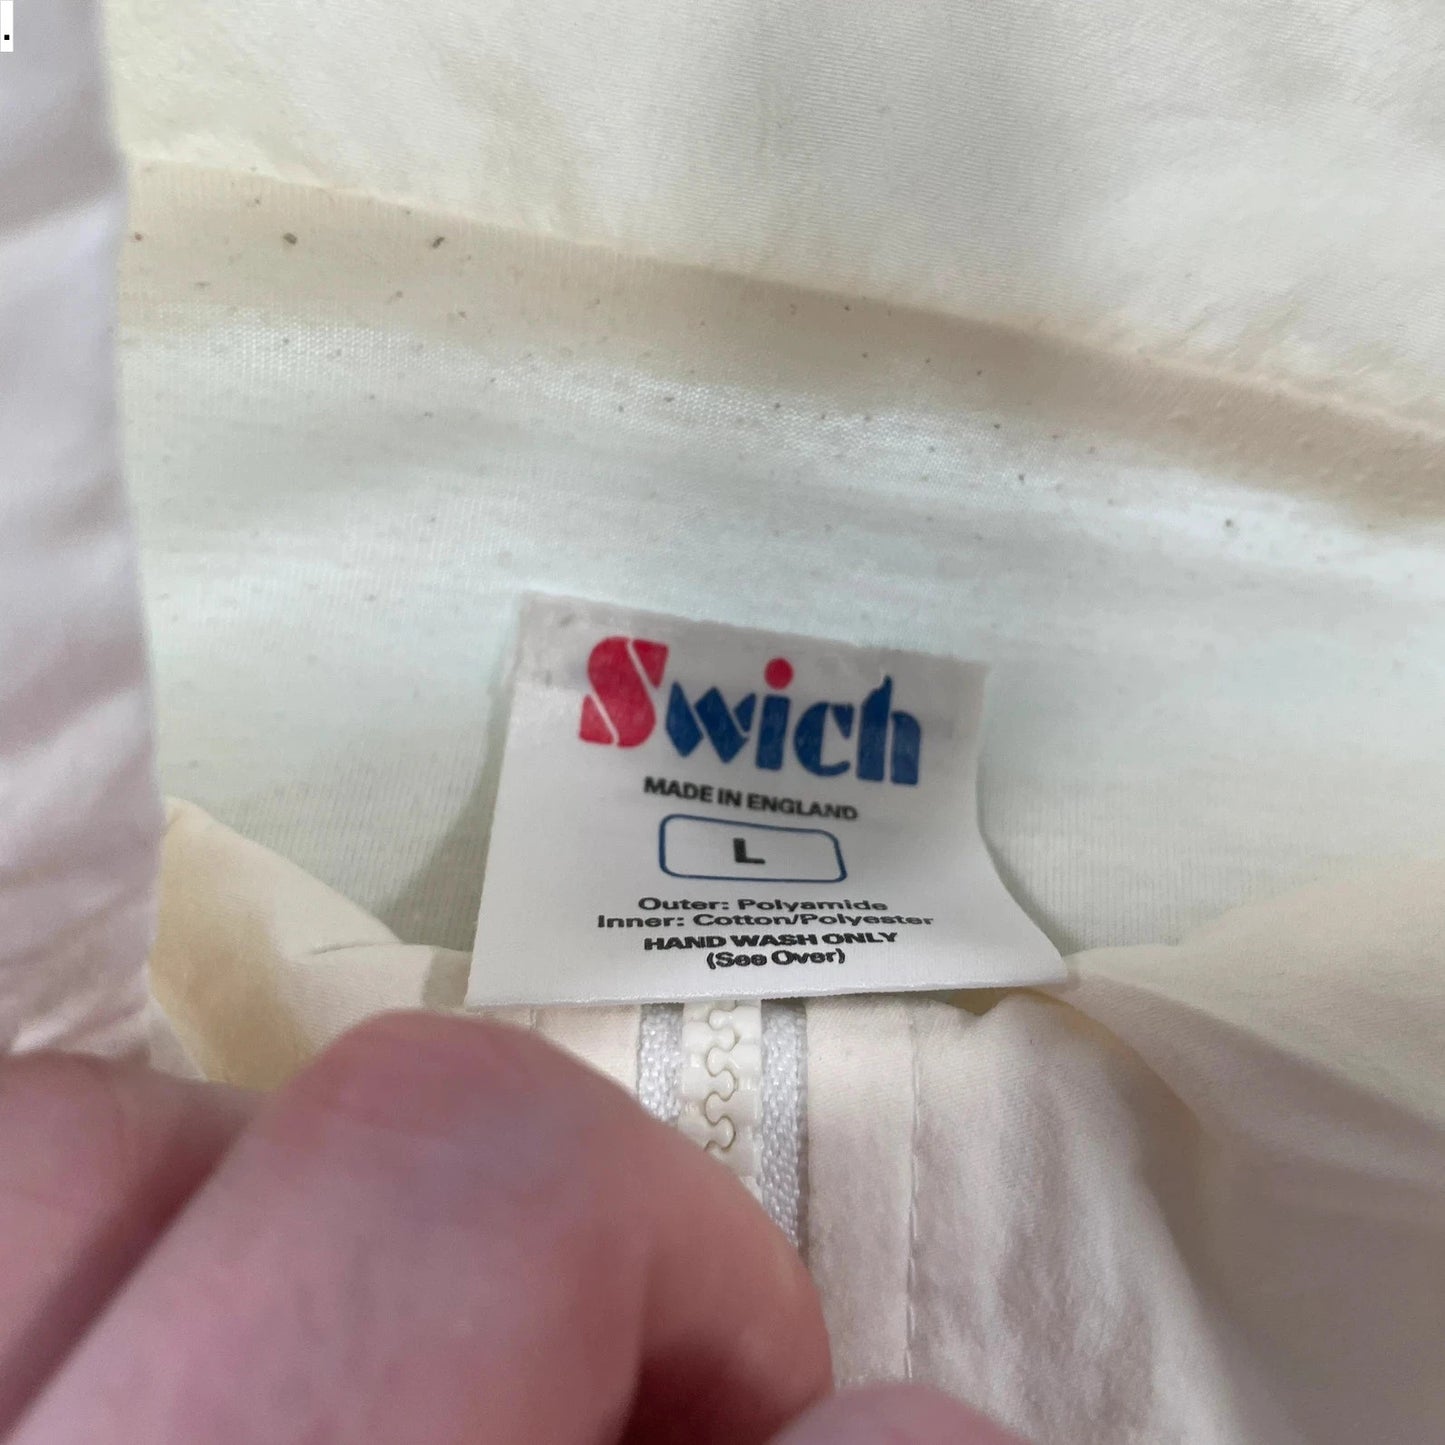 .
Swich
MADE IN ENGLAND
L
Outer: Polyamide
Inner: Cotton/Polyester
HAND WASH ONLY
(See Over)